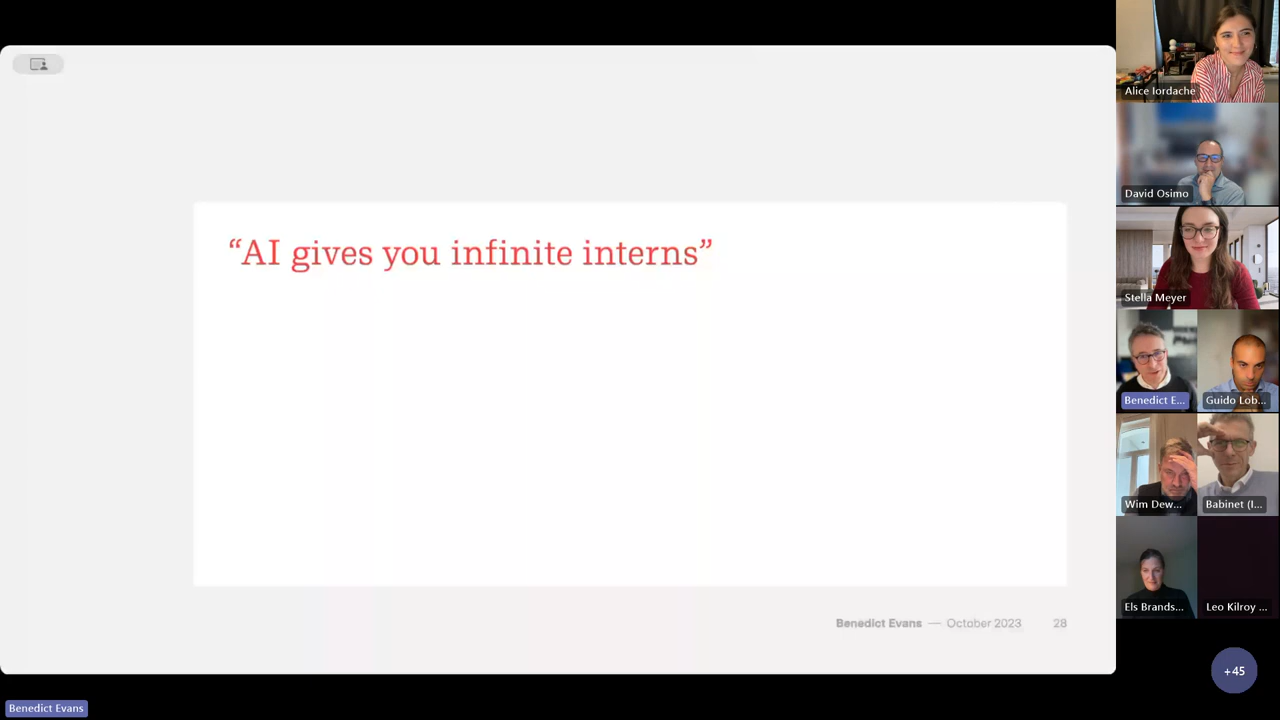 “AI gives you infinite interns”
Benedict Evans — October 2023 28
Benedict Evans
Alice Iordache
David Osimo
Stella Meyer
Benedict E...
Guido Lob...
Wim Dew...
Babinet (I...
Els Brands...
Leo Kilroy ...
+45